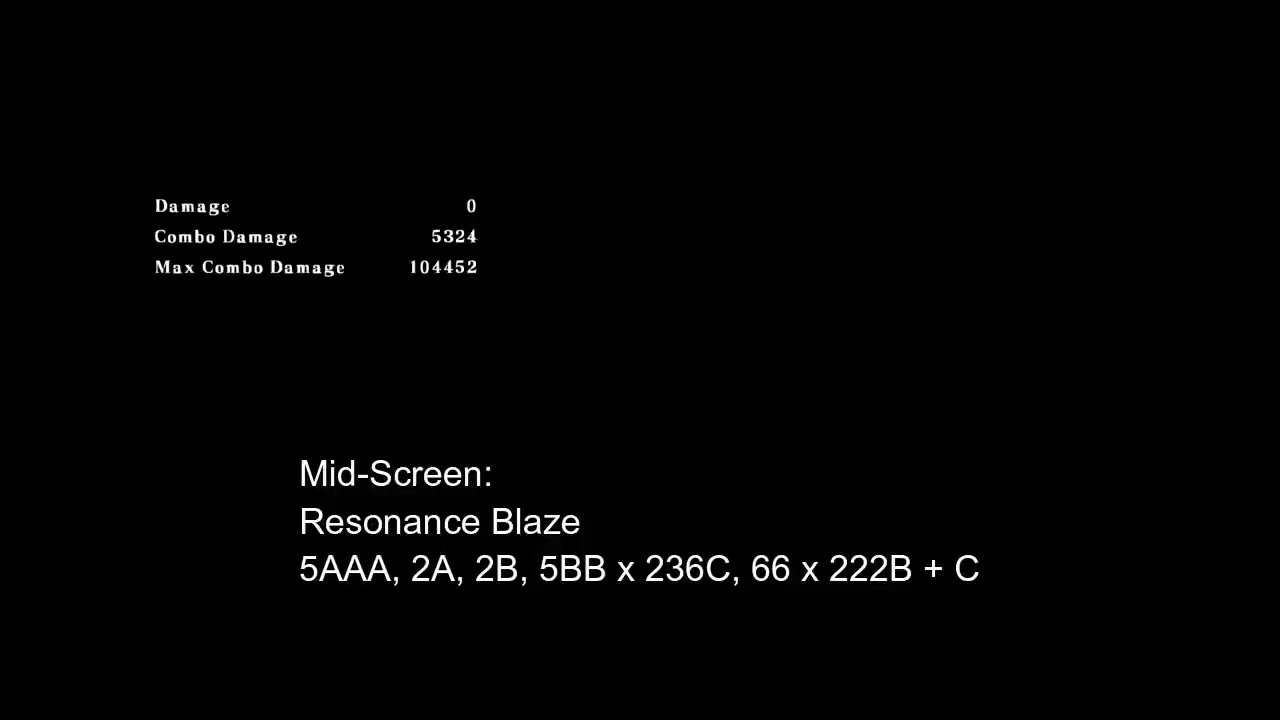 Damage 0
Combo Damage 5324
Max Combo Damage 104452
Mid-Screen:
Resonance Blaze
5AAA, 2A, 2B, 5BB x 236C, 66 x 222B + C